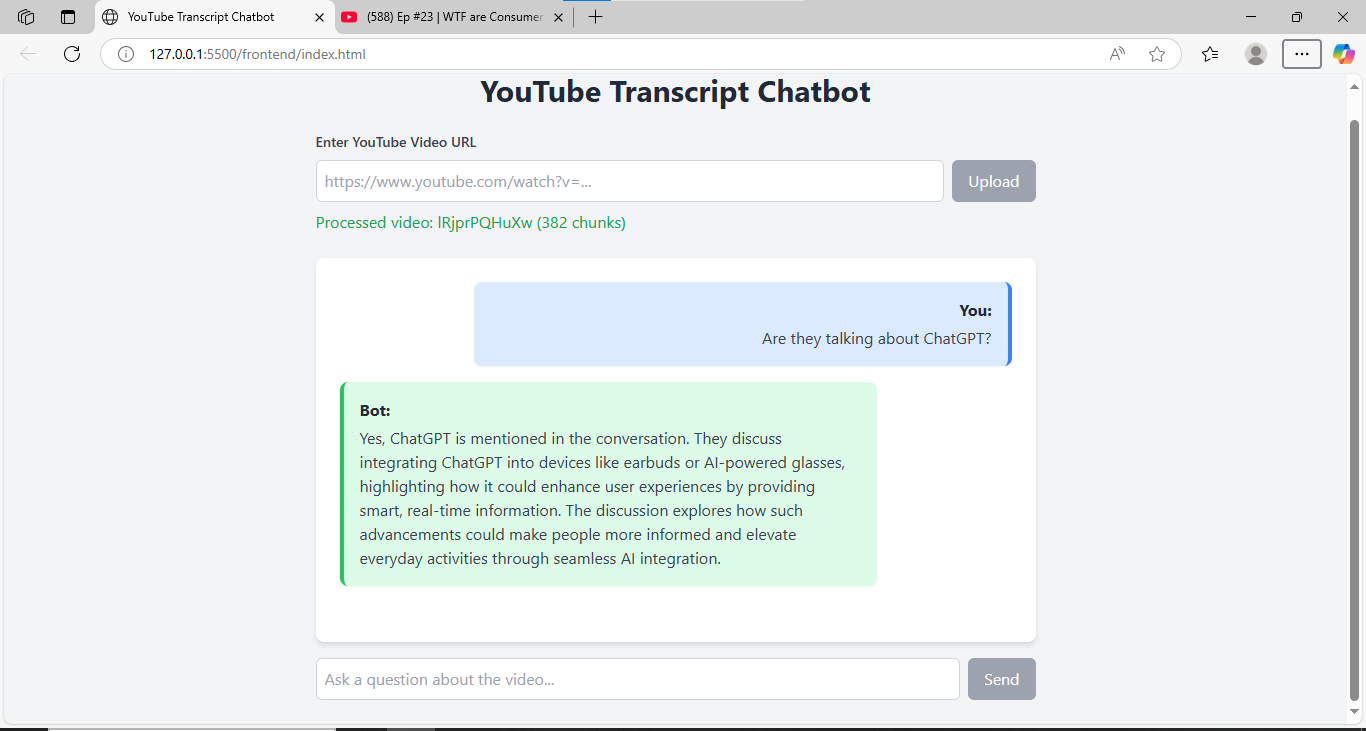 YouTube Transcript Chatbot
(588) Ep #23 | WTF are Consumer
127.0.0.1:5500/frontend/index.html
YouTube Transcript Chatbot
Enter YouTube Video URL
https://www.youtube.com/watch?v=...
Upload
Processed video: lRjprPQHuXw (382 chunks)
You:
Are they talking about ChatGPT?
Bot:
Yes, ChatGPT is mentioned in the conversation. They discuss
integrating ChatGPT into devices like earbuds or AI-powered glasses,
highlighting how it could enhance user experiences by providing
smart, real-time information. The discussion explores how such
advancements could make people more informed and elevate
everyday activities through seamless AI integration.
Ask a question about the video...
Send